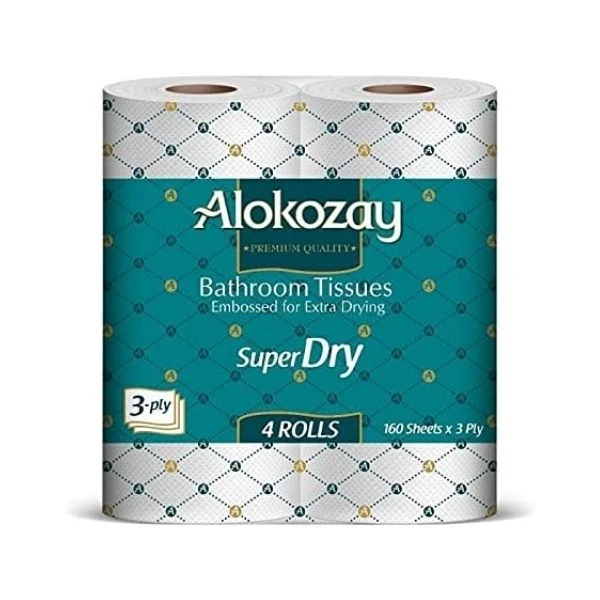 Alokozay
PREMIUM QUALITY
Bathroom Tissues
Embossed for Extra Drying
Super Dry
3-ply
4 ROLLS
160 Sheets x 3 Ply